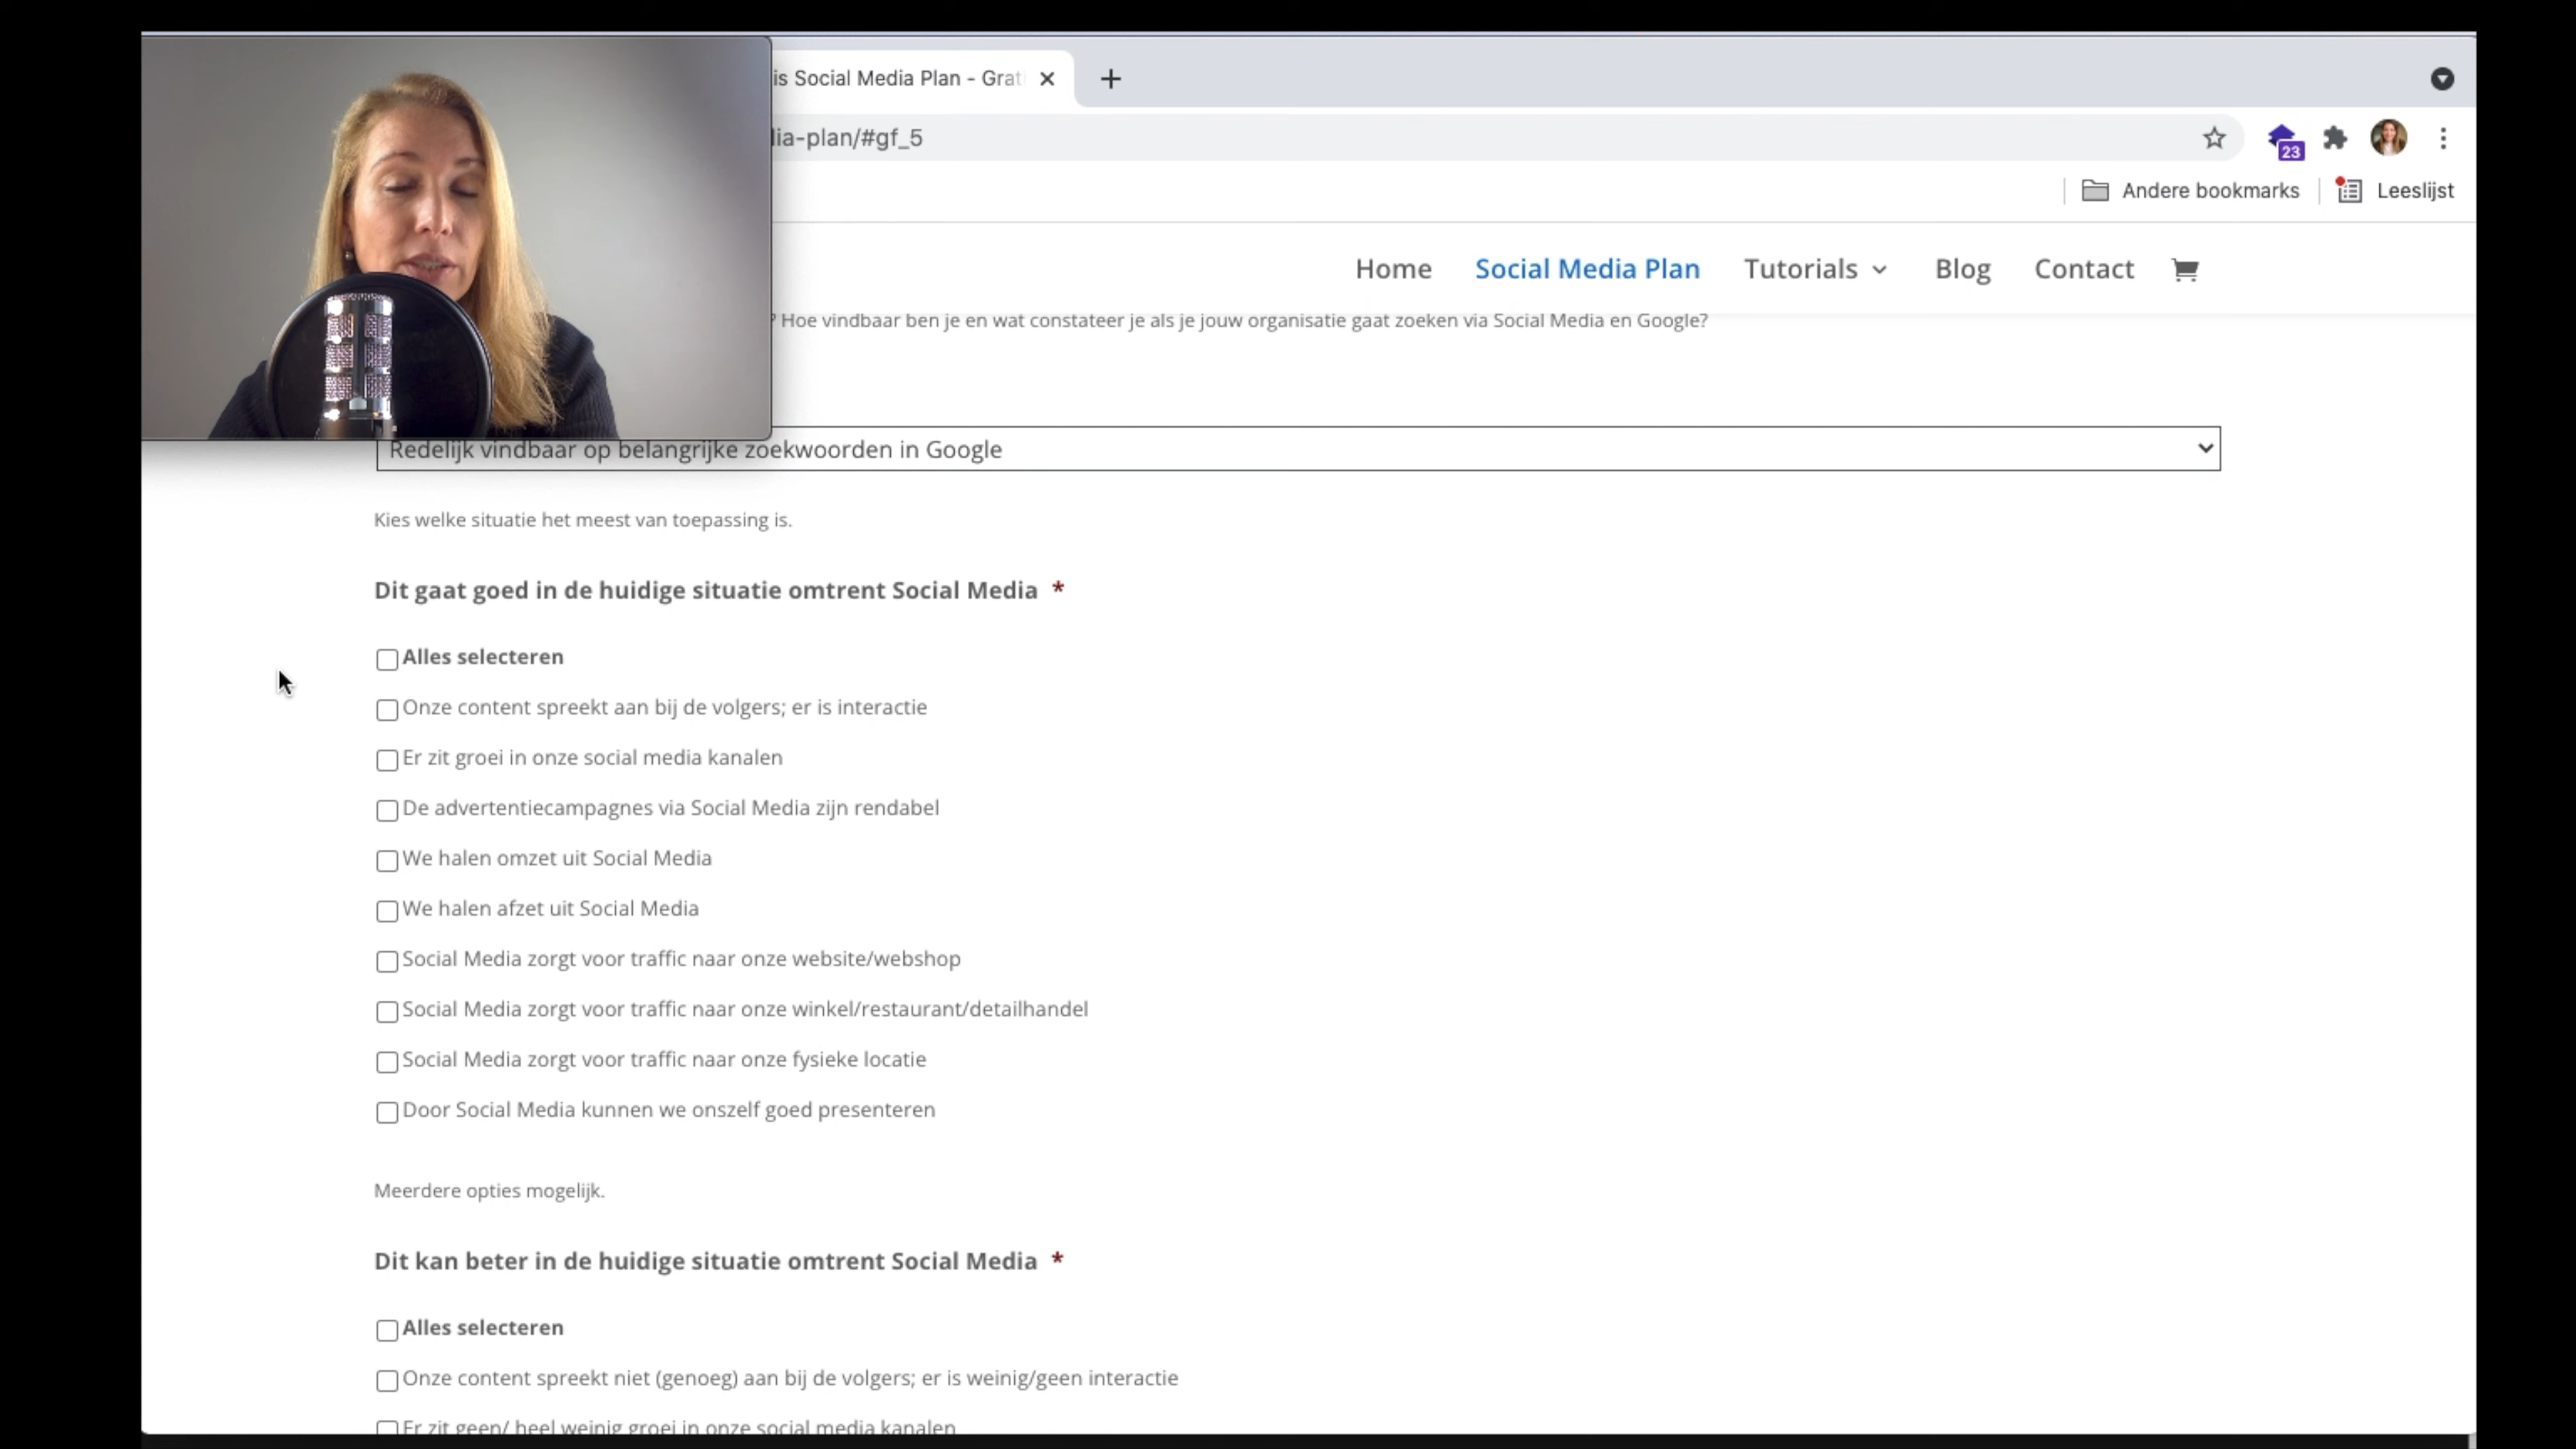 is Social Media Plan - Grat
lia-plan/#gf_5
23
Andere bookmarks
Leeslijst
Home
Social Media Plan
Tutorials
Blog
Contact
? Hoe vindbaar ben je en wat constateer je als je jouw organisatie gaat zoeken via Social Media en Google?
Redelijk vindbaar op belangrijke zoekwoorden in Google
Kies welke situatie het meest van toepassing is.
Dit gaat goed in de huidige situatie omtrent Social Media *
Alles selecteren
Onze content spreekt aan bij de volgers; er is interactie
Er zit groei in onze social media kanalen
De advertentiecampagnes via Social Media zijn rendabel
We halen omzet uit Social Media
We halen afzet uit Social Media
Social Media zorgt voor traffic naar onze website/webshop
Social Media zorgt voor traffic naar onze winkel/restaurant/detailhandel
Social Media zorgt voor traffic naar onze fysieke locatie
Door Social Media kunnen we onszelf goed presenteren
Meerdere opties mogelijk.
Dit kan beter in de huidige situatie omtrent Social Media *
Alles selecteren
Onze content spreekt niet (genoeg) aan bij de volgers; er is weinig/geen interactie
Er zit geen/ heel weinig groei in onze social media kanalen